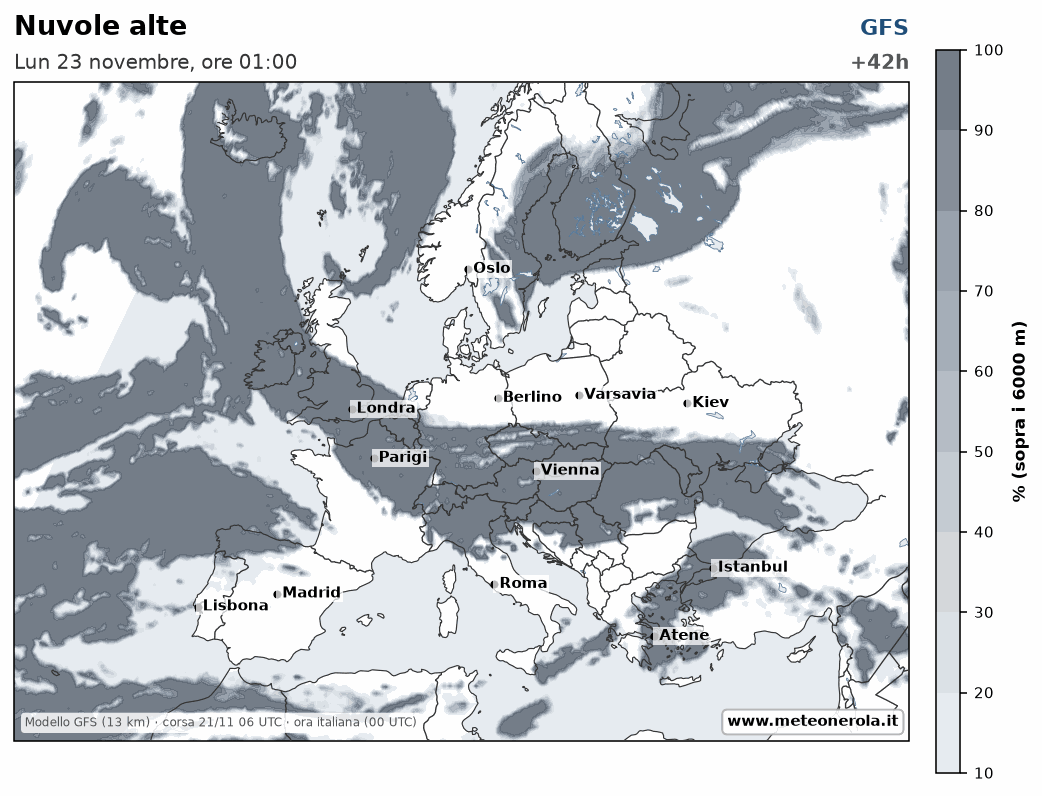 Nuvole alte
GFS
Lun 23 novembre, ore 01:00
+42h
100
90
80
70
60
50
40
30
20
10
% (sopra i 6000 m)
Oslo
Berlino
Varsavia
Kiev
Londra
Parigi
Vienna
Istanbul
Roma
Madrid
Lisbona
Atene
Modello GFS (13 km) · corsa 21/11 06 UTC · ora italiana (00 UTC)
www.meteonerola.it